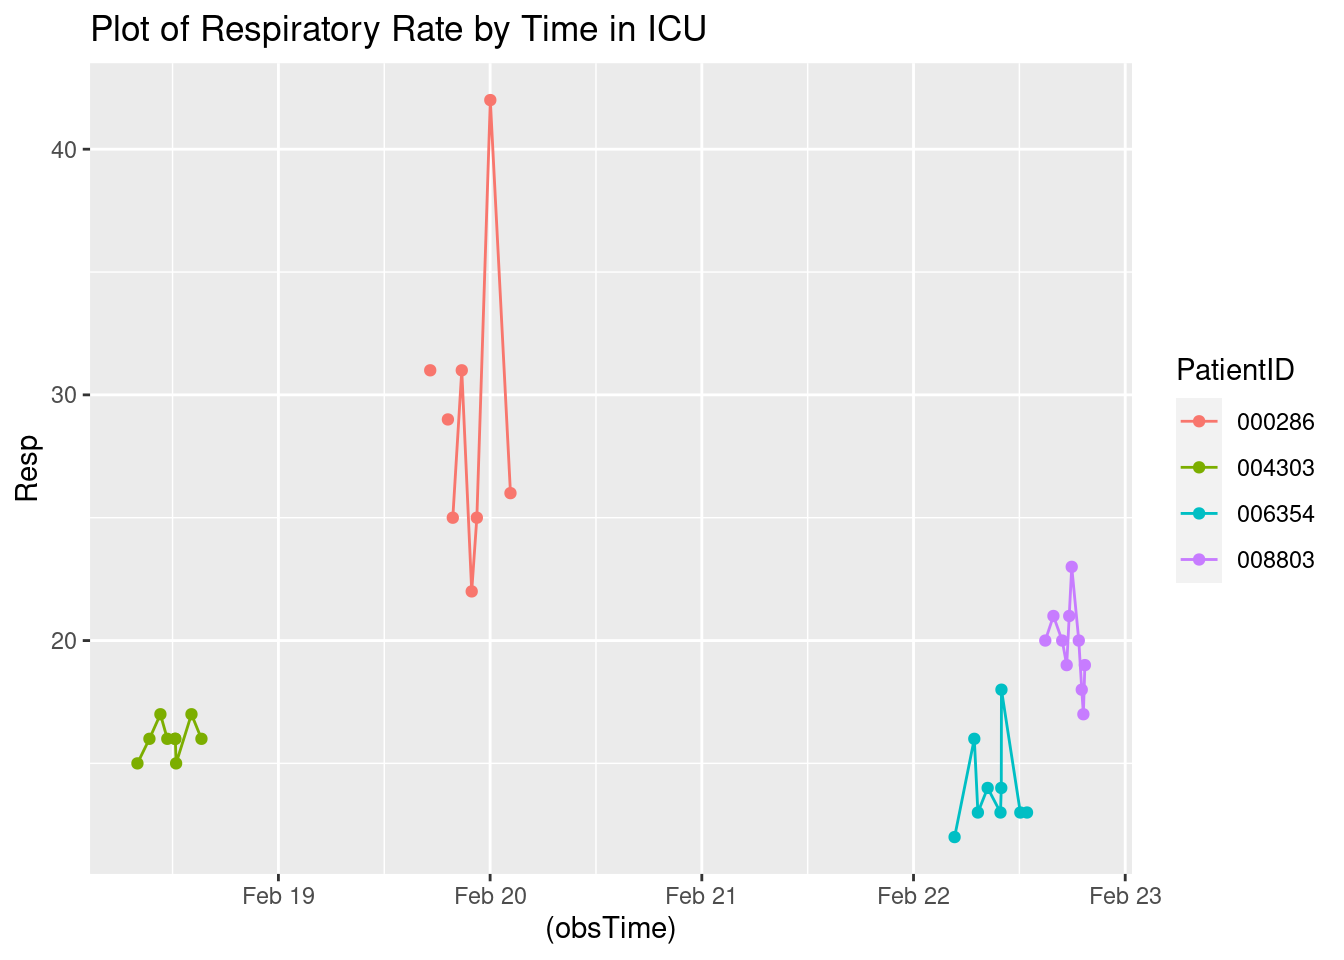 Plot of Respiratory Rate by Time in ICU
40
30
20
Resp
Feb 19
Feb 20
Feb 21
Feb 22
Feb 23
(obsTime)
PatientID
000286
004303
006354
008803